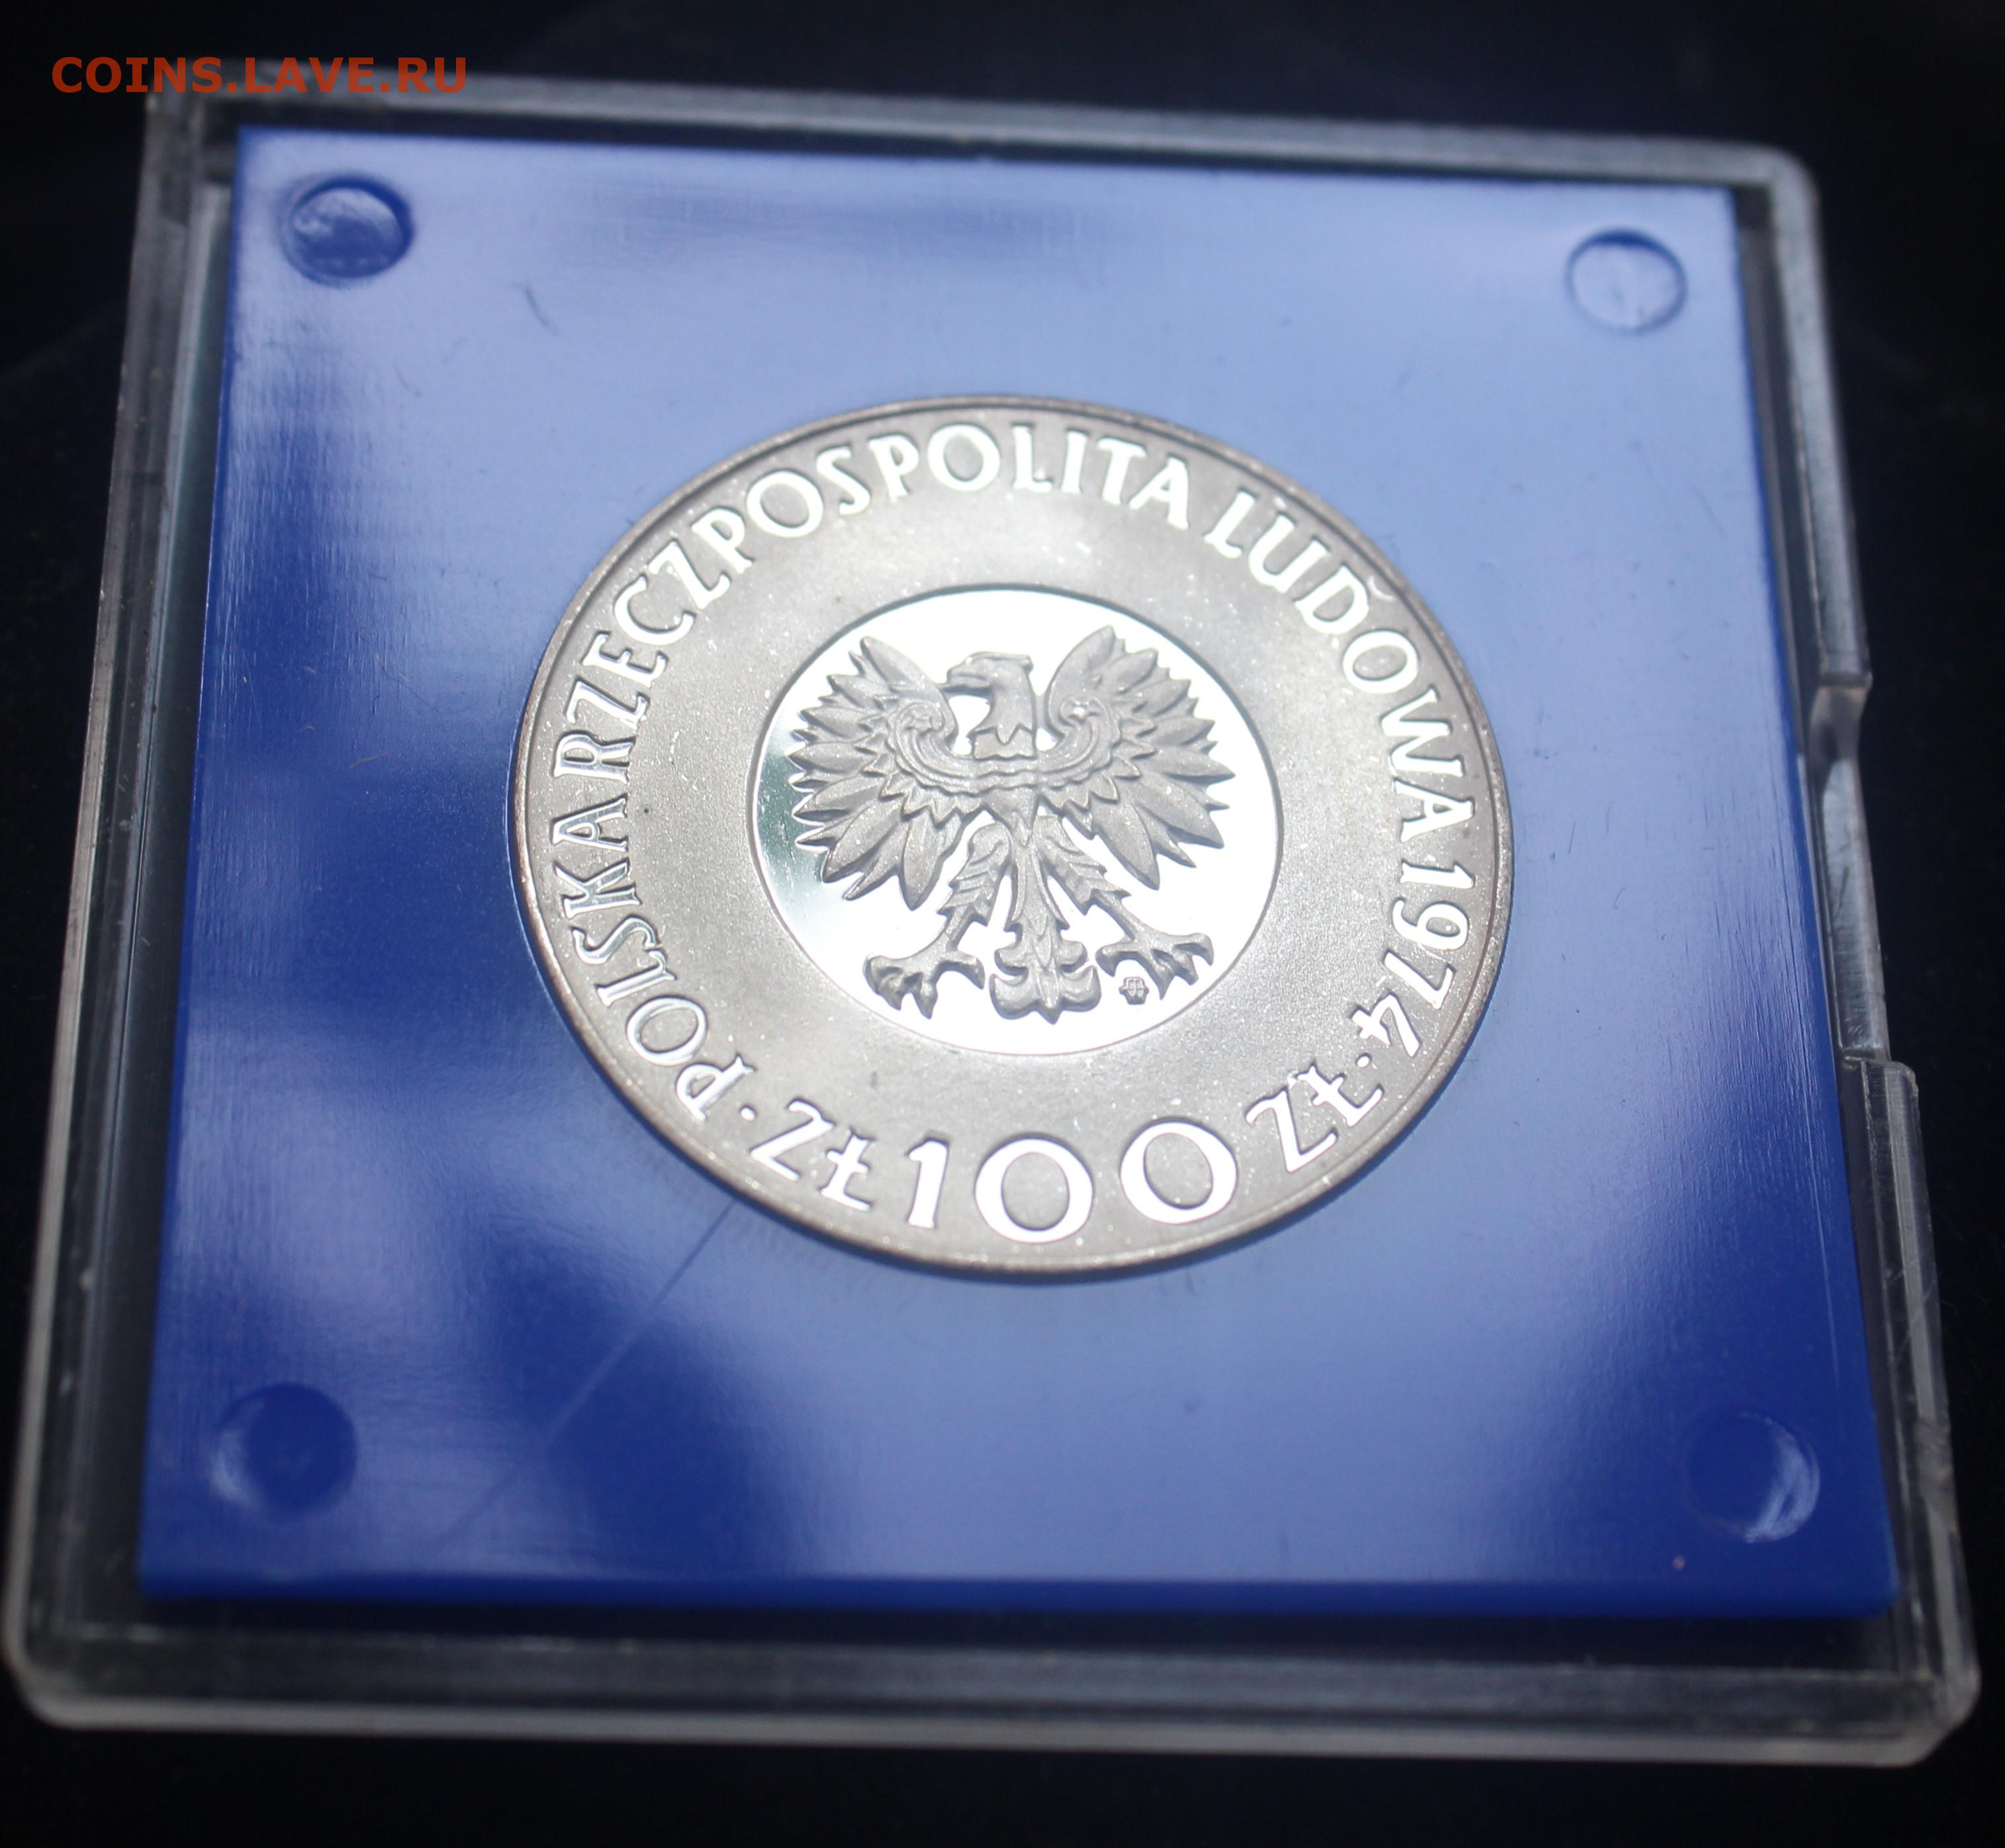 COINS.LAVE.RU
POLSKA RZECZPOSPOLITA LUDOWA 1974
· ZŁ 100 ZŁ ·